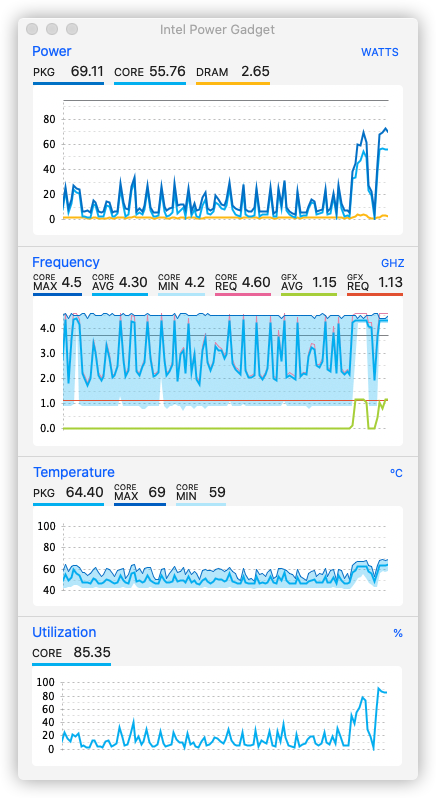 Intel Power Gadget
Power WATTS
PKG 69.11 CORE 55.76 DRAM 2.65
80
60
40
20
0
Frequency GHZ
CORE MAX 4.5 CORE AVG 4.30 CORE MIN 4.2 CORE REQ 4.60 GFX AVG 1.15 GFX REQ 1.13
4.0
3.0
2.0
1.0
0.0
Temperature ºC
PKG 64.40 CORE MAX 69 CORE MIN 59
100
80
60
40
Utilization %
CORE 85.35
100
80
60
40
20
0